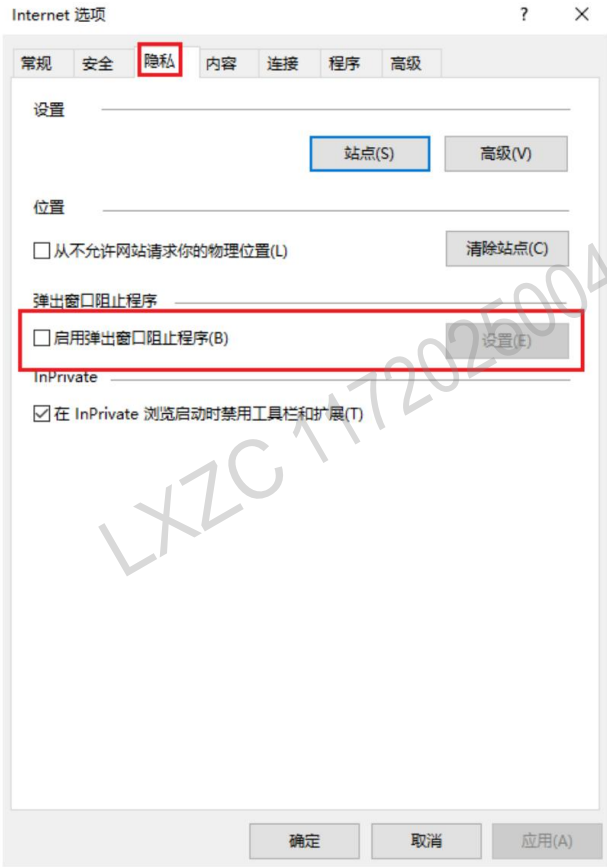 Internet 选项 ? ×
常规 安全 隐私 内容 连接 程序 高级
设置
站点(S) 高级(V)
位置
从不允许网站请求你的物理位置(L) 清除站点(C)
弹出窗口阻止程序
启用弹出窗口阻止程序(B) 设置(E)
InPrivate
在 InPrivate 浏览启动时禁用工具栏和扩展(T)
LXZC 1172025004
确定 取消 应用(A)